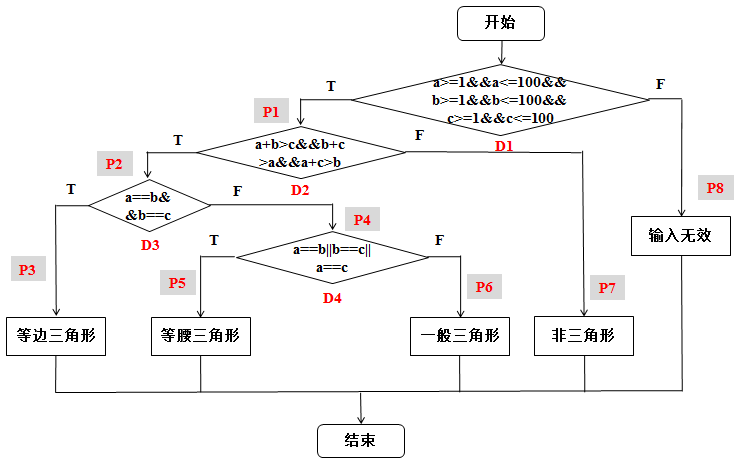 开始
a>=1&&a<=100&&
b>=1&&b<=100&&
c>=1&&c<=100
D1
T
F
P1
a+b>c&&b+c
>a&&a+c>b
D2
T
F
P2
a==b&
&b==c
D3
T
F
P8
输入无效
P4
a==b||b==c||
a==c
D4
T
F
P3
P5
P6
P7
等边三角形
等腰三角形
一般三角形
非三角形
结束